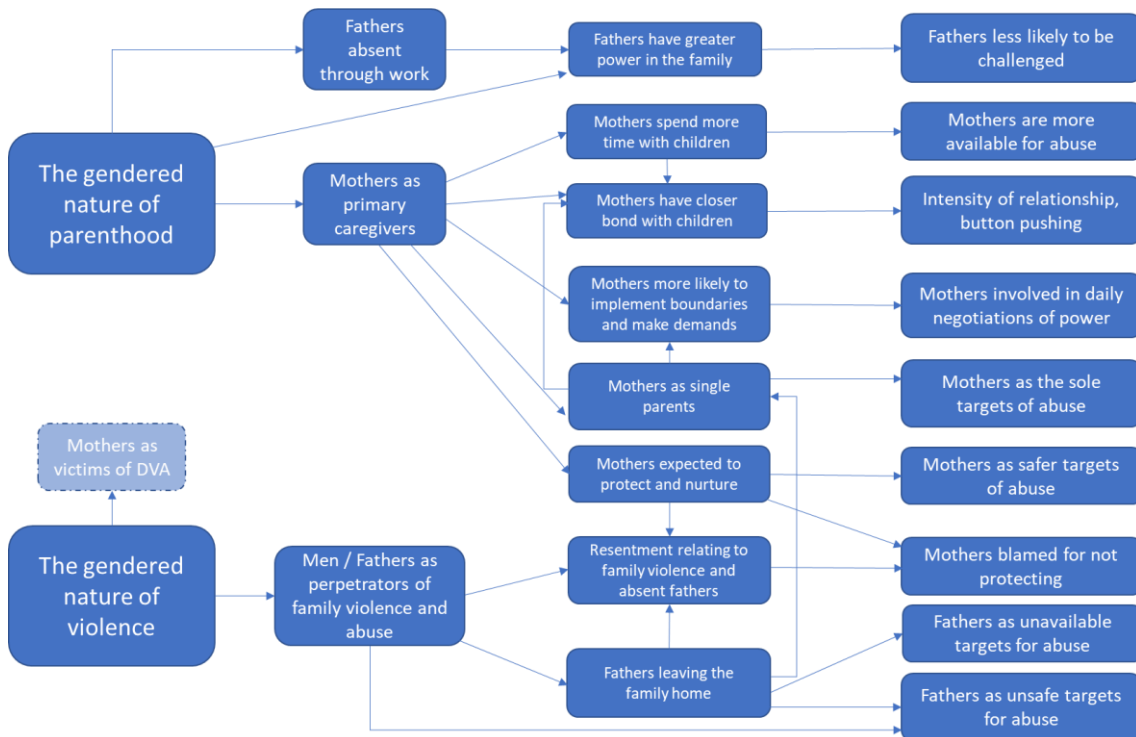 Fathers
absent
through work
Fathers have greater
power in the family
Fathers less likely to be
challenged
The gendered
nature of
parenthood
Mothers as
primary
caregivers
Mothers spend more
time with children
Mothers are more
available for abuse
Mothers have closer
bond with children
Intensity of relationship,
button pushing
Mothers more likely to
implement boundaries
and make demands
Mothers involved in daily
negotiations of power
Mothers as single
parents
Mothers as the sole
targets of abuse
Mothers as
victims of DVA
Mothers expected to
protect and nurture
Mothers as safer targets
of abuse
The gendered
nature of
violence
Men / Fathers as
perpetrators of
family violence and
abuse
Resentment relating to
family violence and
absent fathers
Mothers blamed for not
protecting
Fathers leaving the
family home
Fathers as unavailable
targets for abuse
Fathers as unsafe targets
for abuse